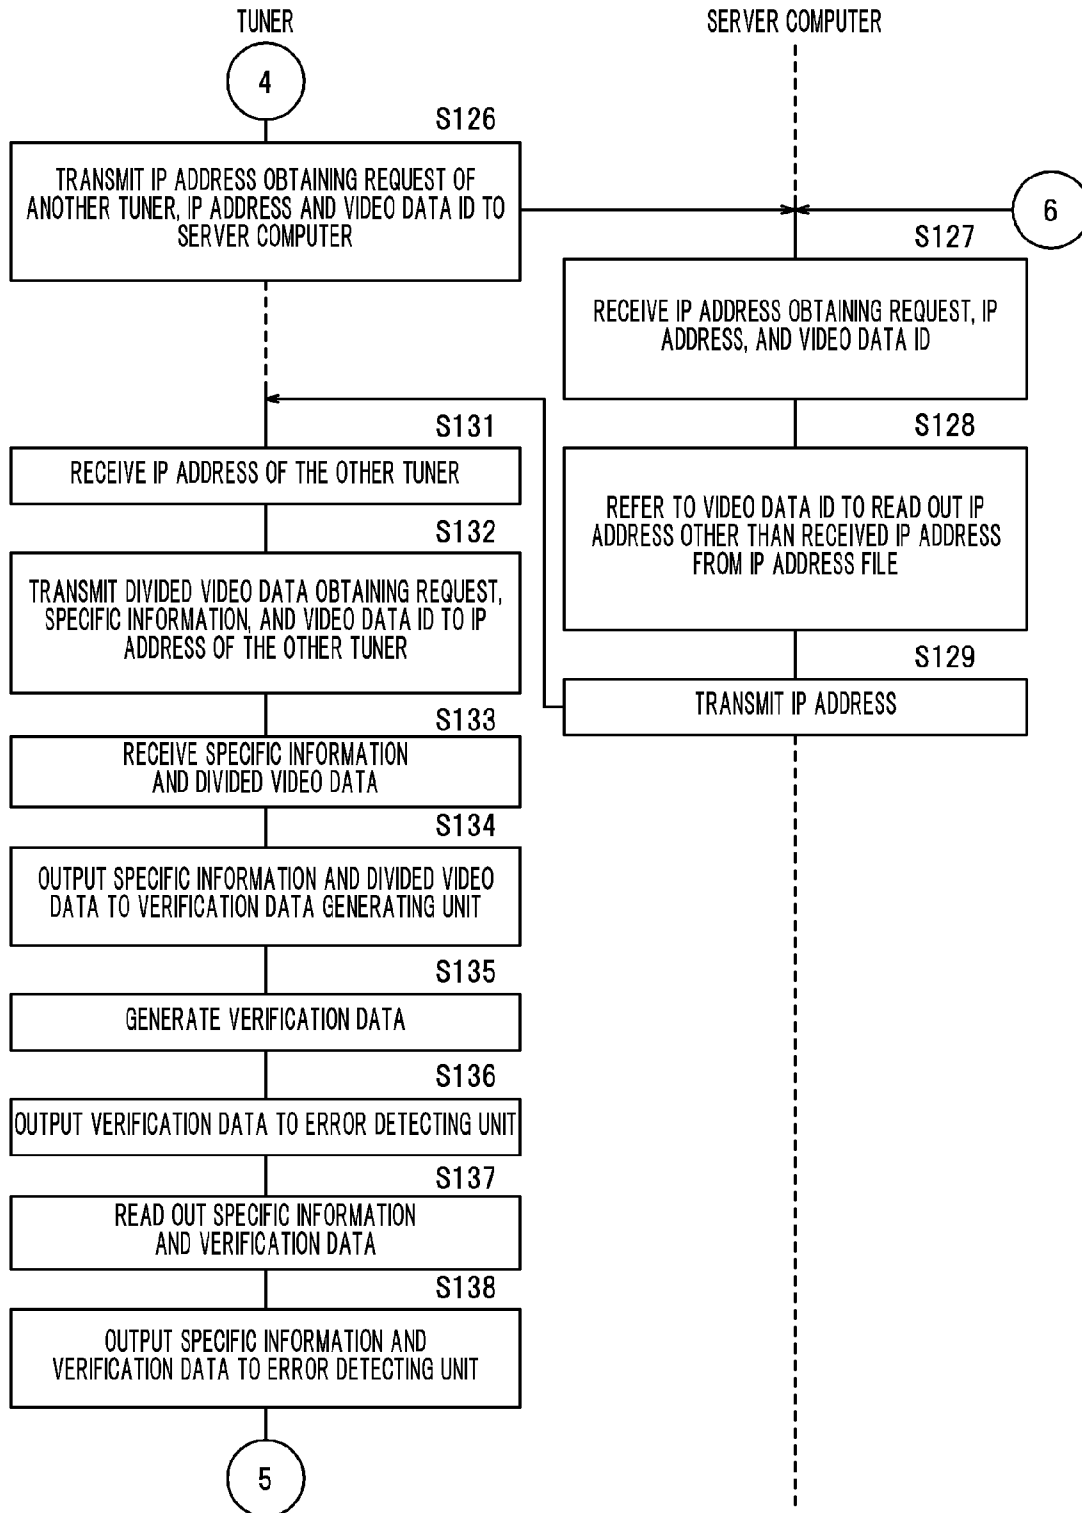 TUNER
SERVER COMPUTER
4
S126
TRANSMIT IP ADDRESS OBTAINING REQUEST OF
ANOTHER TUNER, IP ADDRESS AND VIDEO DATA ID TO
SERVER COMPUTER
6
S127
RECEIVE IP ADDRESS OBTAINING REQUEST, IP
ADDRESS, AND VIDEO DATA ID
S128
REFER TO VIDEO DATA ID TO READ OUT IP
ADDRESS OTHER THAN RECEIVED IP ADDRESS
FROM IP ADDRESS FILE
S129
TRANSMIT IP ADDRESS
S131
RECEIVE IP ADDRESS OF THE OTHER TUNER
S132
TRANSMIT DIVIDED VIDEO DATA OBTAINING REQUEST,
SPECIFIC INFORMATION, AND VIDEO DATA ID TO IP
ADDRESS OF THE OTHER TUNER
S133
RECEIVE SPECIFIC INFORMATION
AND DIVIDED VIDEO DATA
S134
OUTPUT SPECIFIC INFORMATION AND DIVIDED VIDEO
DATA TO VERIFICATION DATA GENERATING UNIT
S135
GENERATE VERIFICATION DATA
S136
OUTPUT VERIFICATION DATA TO ERROR DETECTING UNIT
S137
READ OUT SPECIFIC INFORMATION
AND VERIFICATION DATA
S138
OUTPUT SPECIFIC INFORMATION AND
VERIFICATION DATA TO ERROR DETECTING UNIT
5